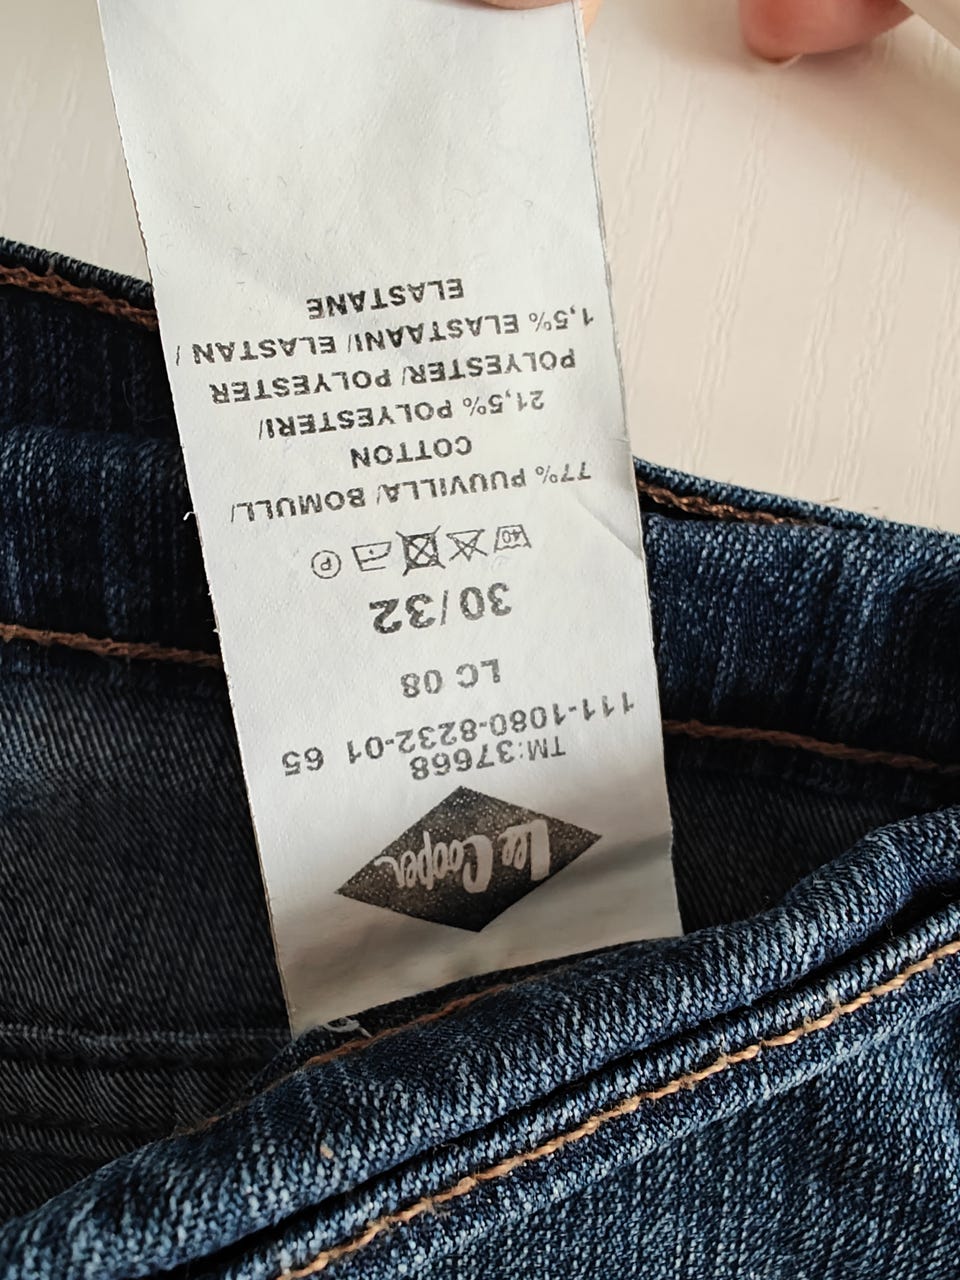 Lee Cooper
TM:37668
111-1080-8232-01 65
LC 08
30/32
40 P
77% PUUVILLA/ BOMULL/
COTTON
21,5% POLYESTERI/
POLYESTER/ POLYESTER
1,5% ELASTAANI/ ELASTAN /
ELASTANE